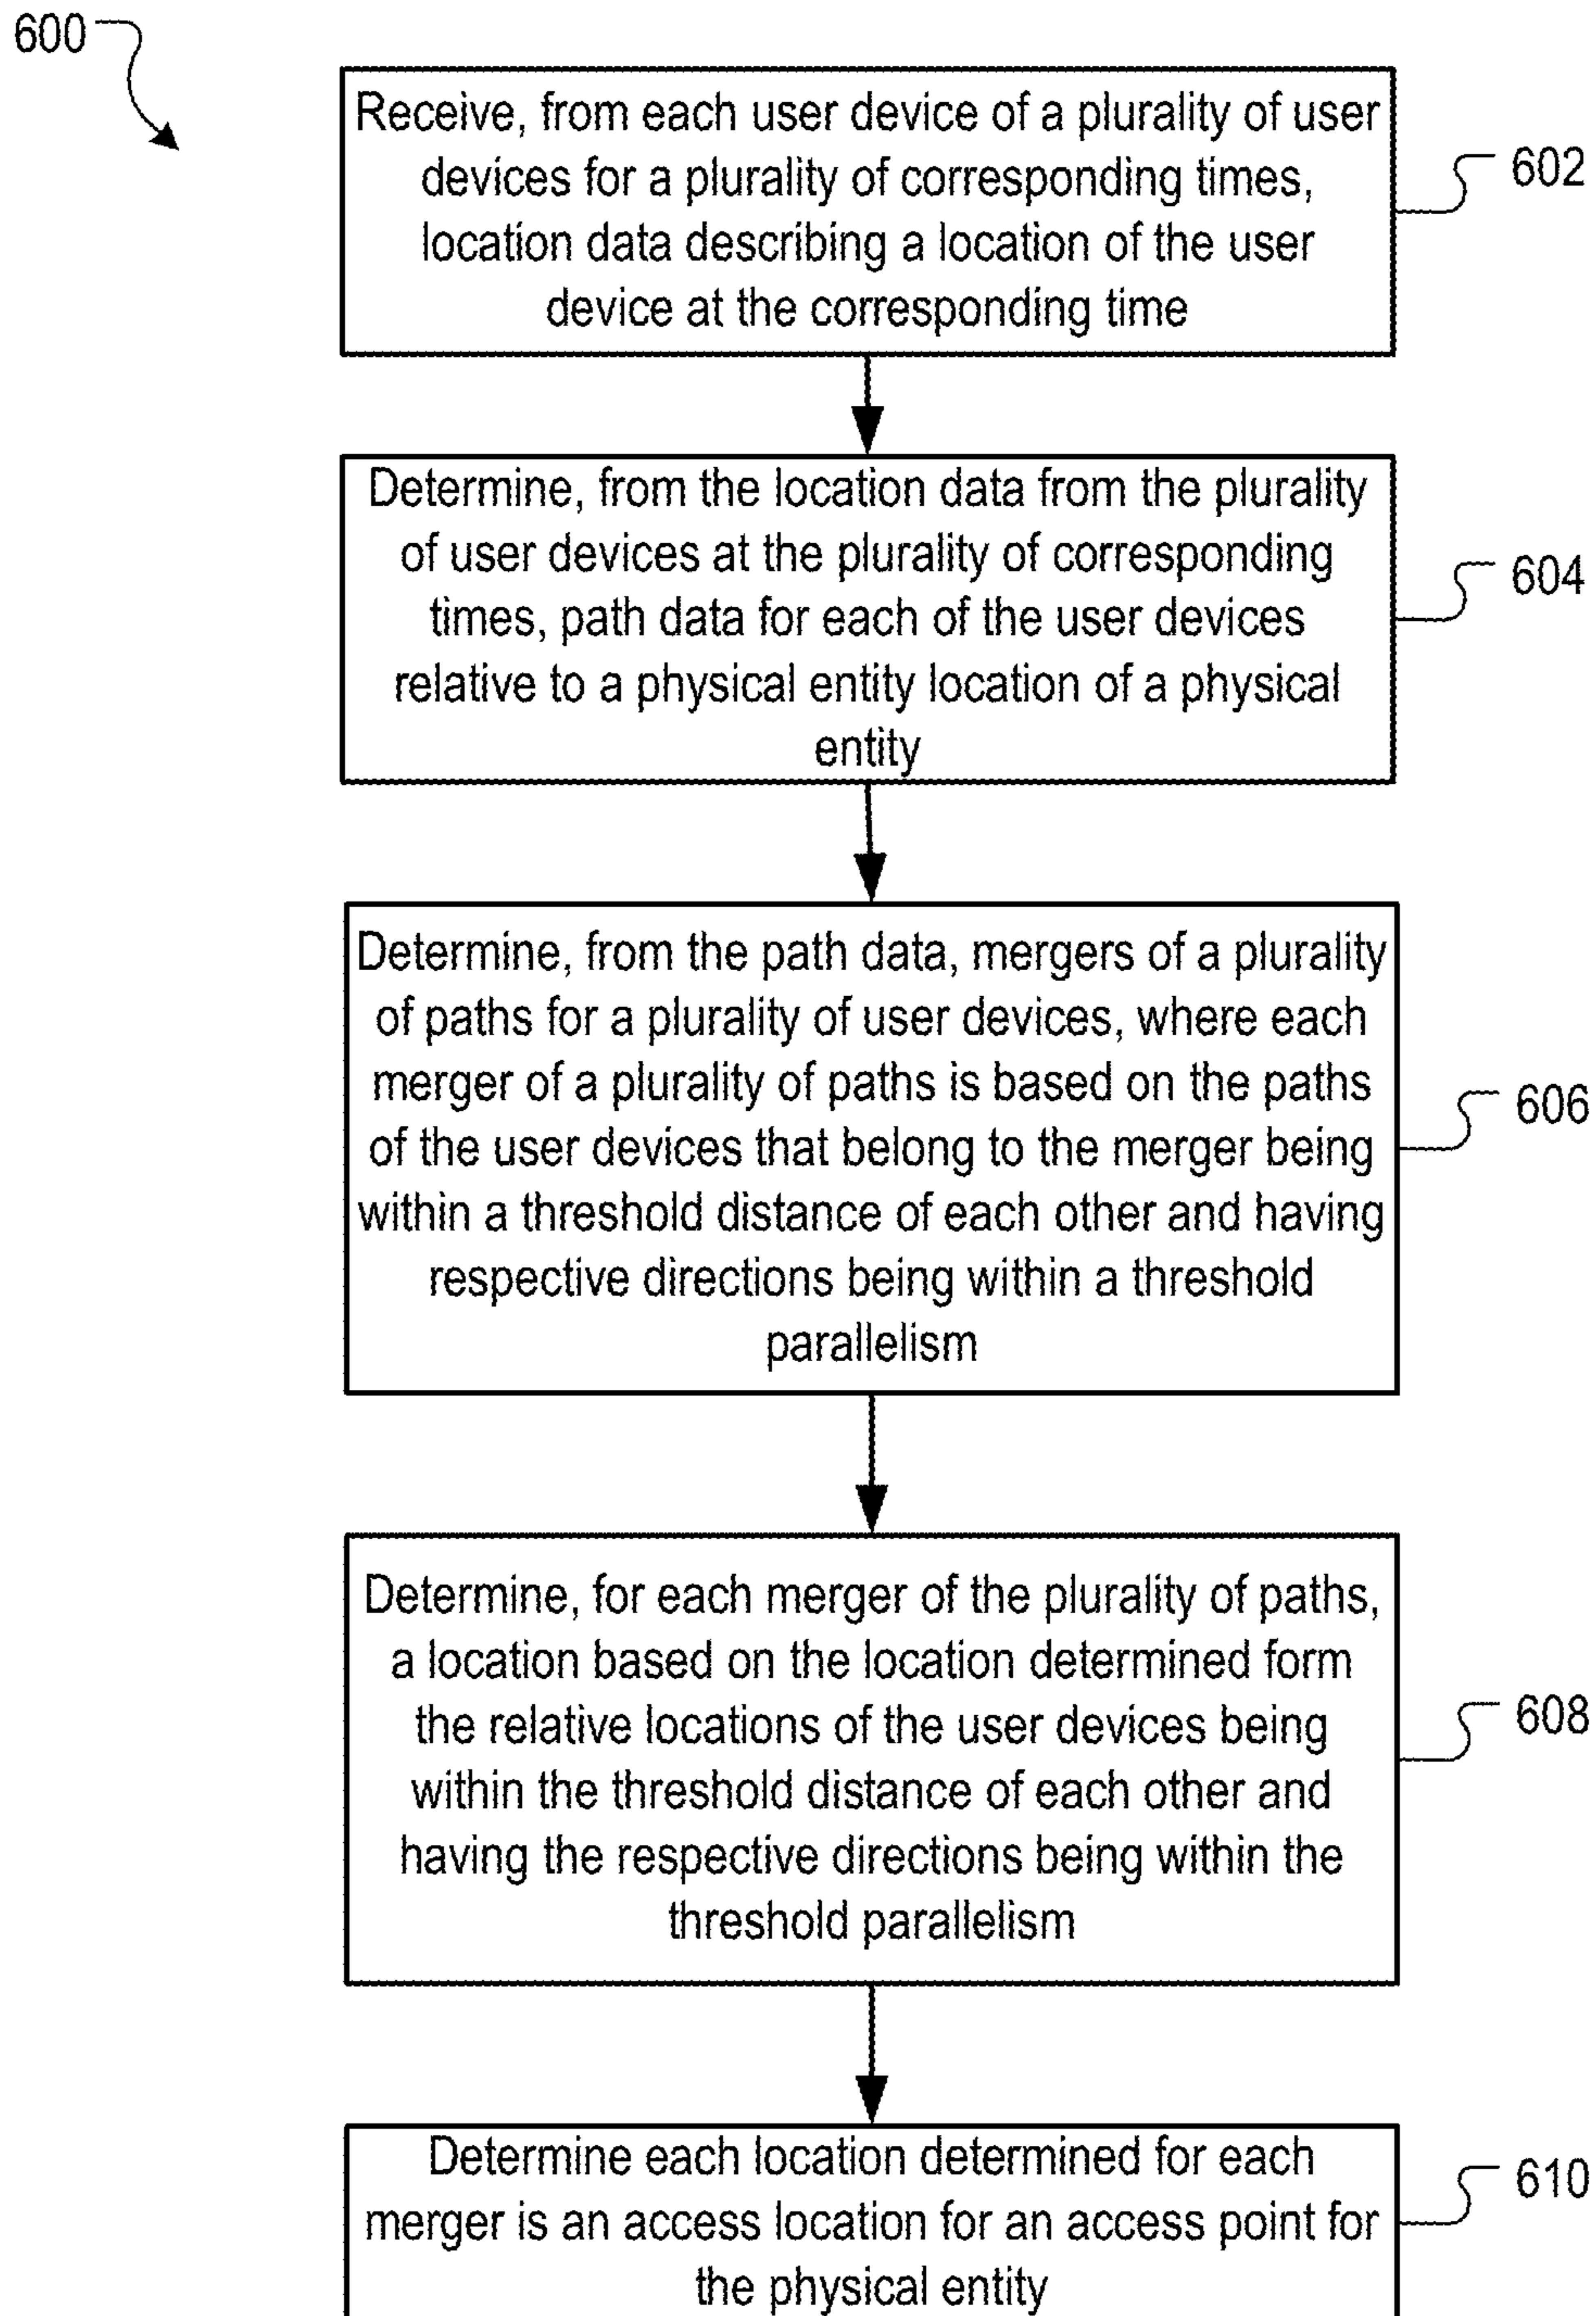 600
Receive, from each user device of a plurality of user
devices for a plurality of corresponding times,
location data describing a location of the user
device at the corresponding time
602
Determine, from the location data from the plurality
of user devices at the plurality of corresponding
times, path data for each of the user devices
relative to a physical entity location of a physical
entity
604
Determine, from the path data, mergers of a plurality
of paths for a plurality of user devices, where each
merger of a plurality of paths is based on the paths
of the user devices that belong to the merger being
within a threshold distance of each other and having
respective directions being within a threshold
parallelism
606
Determine, for each merger of the plurality of paths,
a location based on the location determined form
the relative locations of the user devices being
within the threshold distance of each other and
having the respective directions being within the
threshold parallelism
608
Determine each location determined for each
merger is an access location for an access point for
the physical entity
610